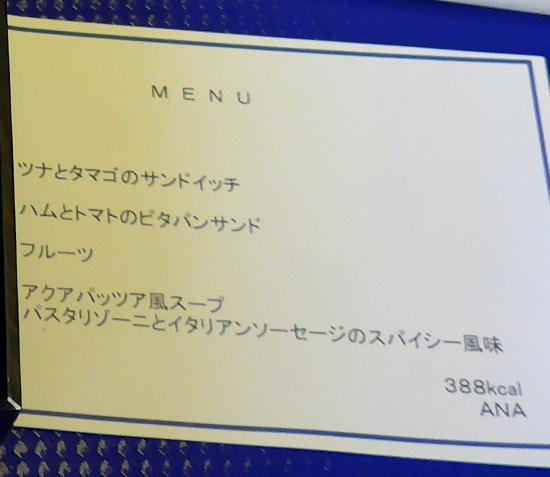 MENU
ツナとタマゴのサンドイッチ
ハムとトマトのピタパンサンド
フルーツ
アクアパッツア風スープ
パスタリゾーニとイタリアンソーセージのスパイシー風味
388kcal
ANA